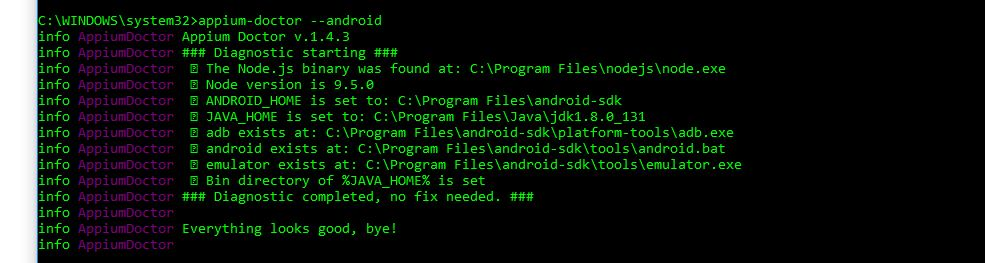 C:\WINDOWS\system32>appium-doctor --android
info AppiumDoctor Appium Doctor v.1.4.3
info AppiumDoctor ### Diagnostic starting ###
info AppiumDoctor  ⍰ The Node.js binary was found at: C:\Program Files\nodejs\node.exe
info AppiumDoctor  ⍰ Node version is 9.5.0
info AppiumDoctor  ⍰ ANDROID_HOME is set to: C:\Program Files\android-sdk
info AppiumDoctor  ⍰ JAVA_HOME is set to: C:\Program Files\Java\jdk1.8.0_131
info AppiumDoctor  ⍰ adb exists at: C:\Program Files\android-sdk\platform-tools\adb.exe
info AppiumDoctor  ⍰ android exists at: C:\Program Files\android-sdk\tools\android.bat
info AppiumDoctor  ⍰ emulator exists at: C:\Program Files\android-sdk\tools\emulator.exe
info AppiumDoctor  ⍰ Bin directory of %JAVA_HOME% is set
info AppiumDoctor ### Diagnostic completed, no fix needed. ###
info AppiumDoctor
info AppiumDoctor Everything looks good, bye!
info AppiumDoctor